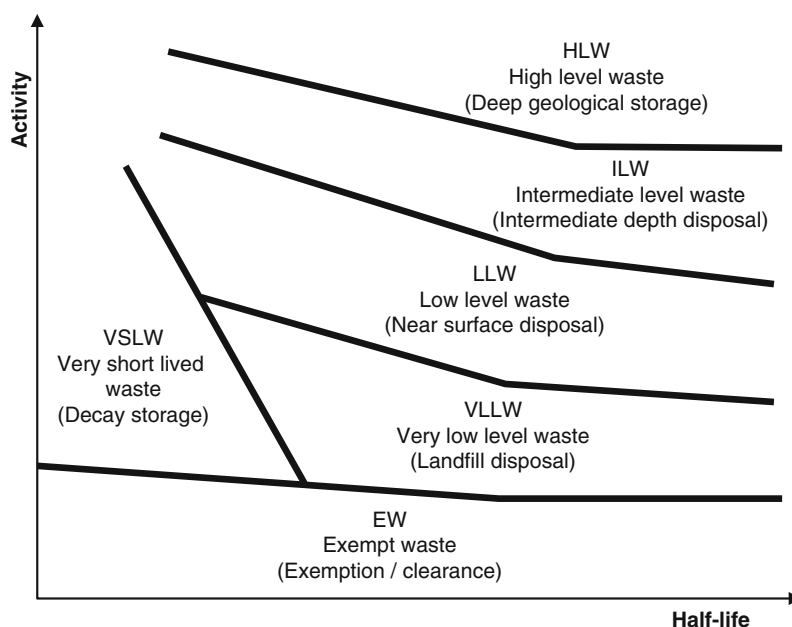 Activity
HLW
High level waste
(Deep geological storage)
ILW
Intermediate level waste
(Intermediate depth disposal)
LLW
Low level waste
(Near surface disposal)
VSLW
Very short lived
waste
(Decay storage)
VLLW
Very low level waste
(Landfill disposal)
EW
Exempt waste
(Exemption / clearance)
Half-life